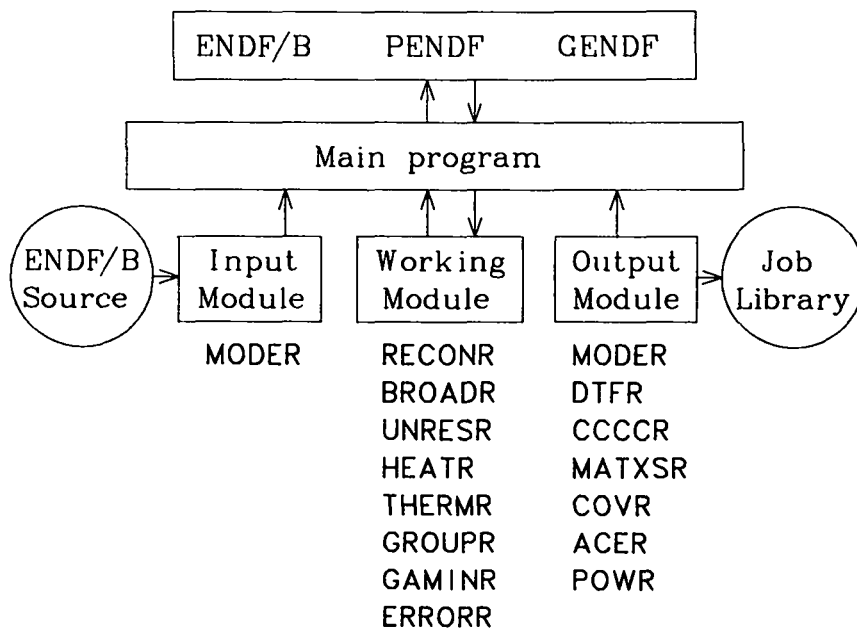 ENDF/B PENDF GENDF
Main program
ENDF/B
Source
Input
Module
Working
Module
Output
Module
Job
Library
MODER
RECONR
BROADR
UNRESR
HEATR
THERMR
GROUPR
GAMINR
ERRORR
MODER
DTFR
CCCCR
MATXSR
COVR
ACER
POWR